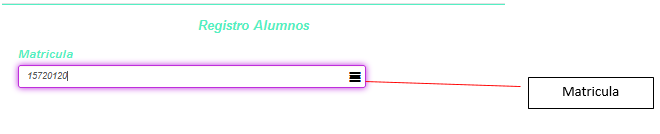 Registro Alumnos
Matricula
15720120
Matricula